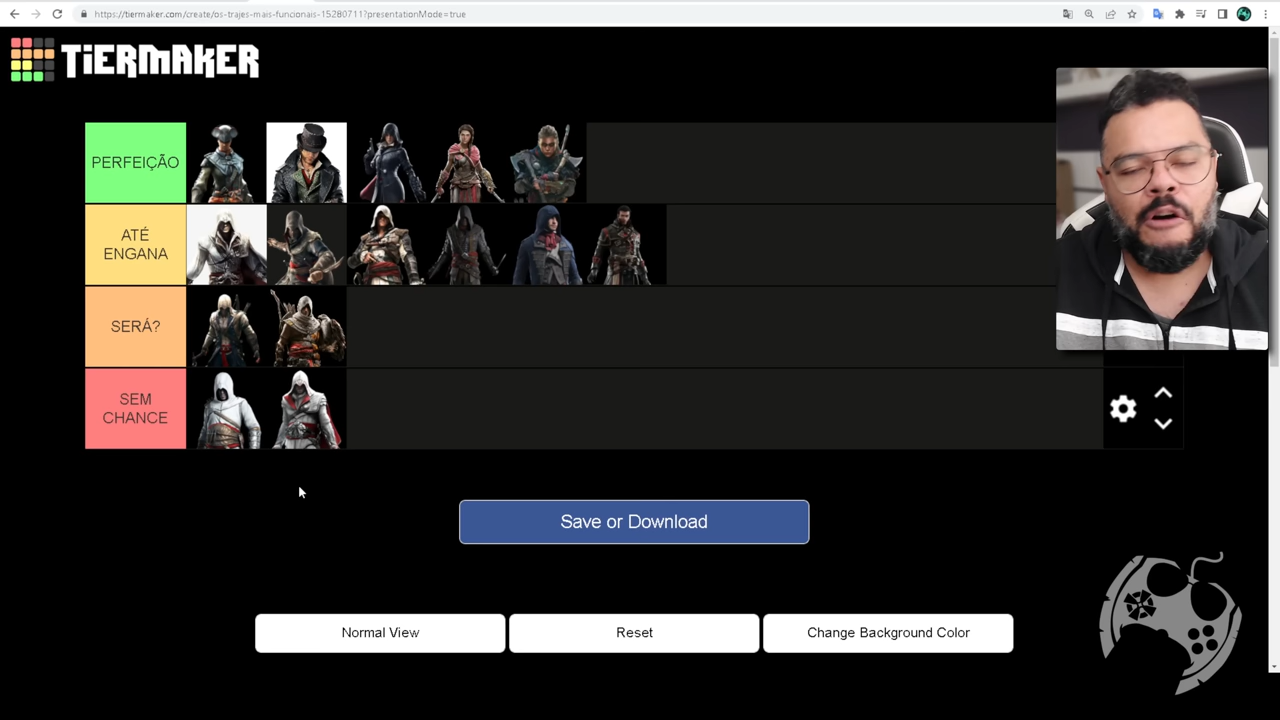 https://tiermaker.com/create/os-trajes-mais-funcionais-15280711?presentationMode=true
TiERMAKER
PERFEIÇÃO
ATÉ
ENGANA
SERÁ?
SEM
CHANCE
Save or Download
Normal View
Reset
Change Background Color